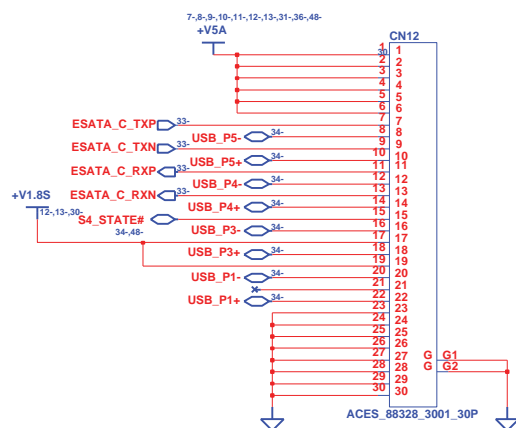 7-,8-,9-,10-,11-,12-,13-,31-,36-,48-
CN12
+V5A
30
1 1
2 2
3 3
4 4
5 5
6 6
ESATA_C_TXP 33- 7 7
USB_P5- 34- 8 8
ESATA_C_TXN 33- 9 9
USB_P5+ 34- 10 10
ESATA_C_RXP 33- 11 11
USB_P4- 34- 12 12
ESATA_C_RXN 33- 13 13
+V1.8S
USB_P4+ 34- 14 14
12-,13-,30-
S4_STATE# 15 15
34-,48-
USB_P3- 34- 16 16
17 17
USB_P3+ 34- 18 18
19 19
USB_P1- 34- 20 20
21 21
USB_P1+ 34- 22 22
23 23
24 24
25 25
26 26
27 27 G G1
28 28 G G2
29 29
30 30
ACES_88328_3001_30P